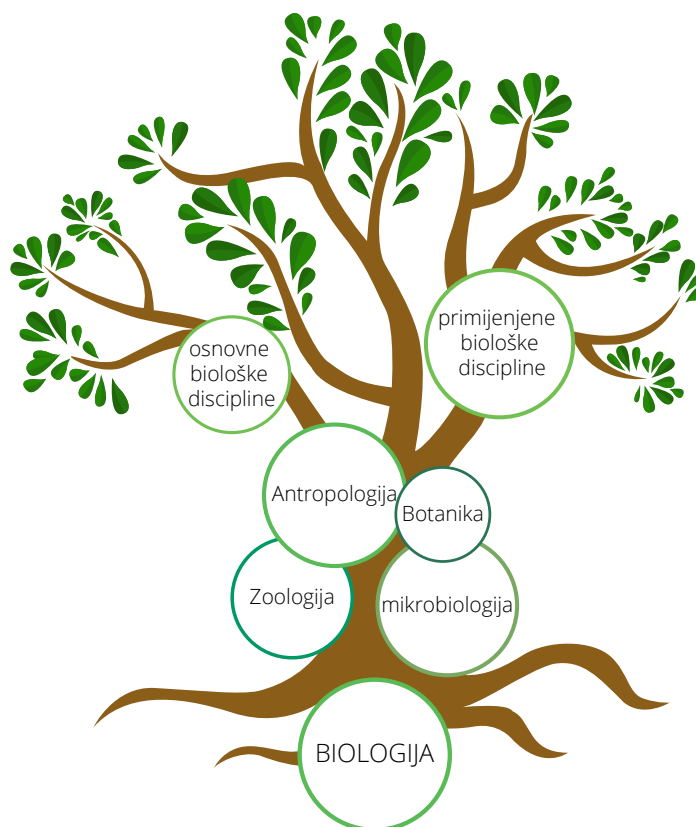 osnovne
biološke
discipline
primijenjene
biološke
discipline
Antropologija
Botanika
Zoologija
mikrobiologija
BIOLOGIJA